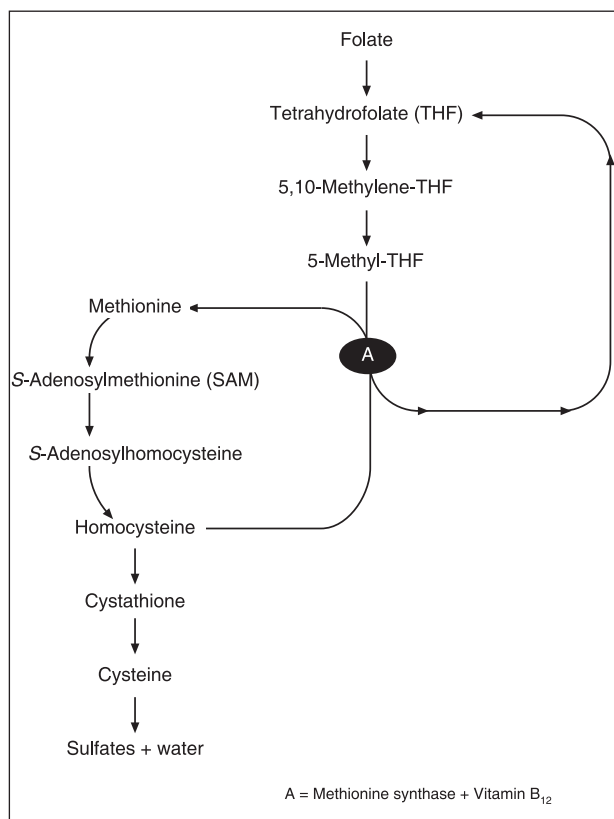 Folate
Tetrahydrofolate (THF)
5,10-Methylene-THF
5-Methyl-THF
Methionine
A
S-Adenosylmethionine (SAM)
S-Adenosylhomocysteine
Homocysteine
Cystathione
Cysteine
Sulfates + water
A = Methionine synthase + Vitamin B₁₂